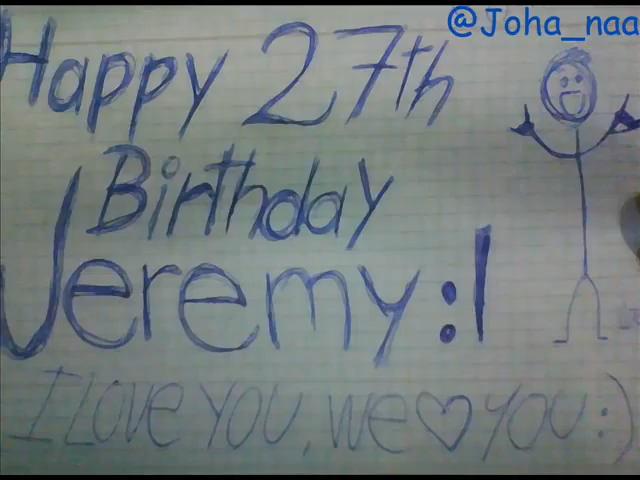 @Joha_naa
Happy 27th
Birthday
Jeremy :|
I LOVE YOU, WE ♡ YOU :)